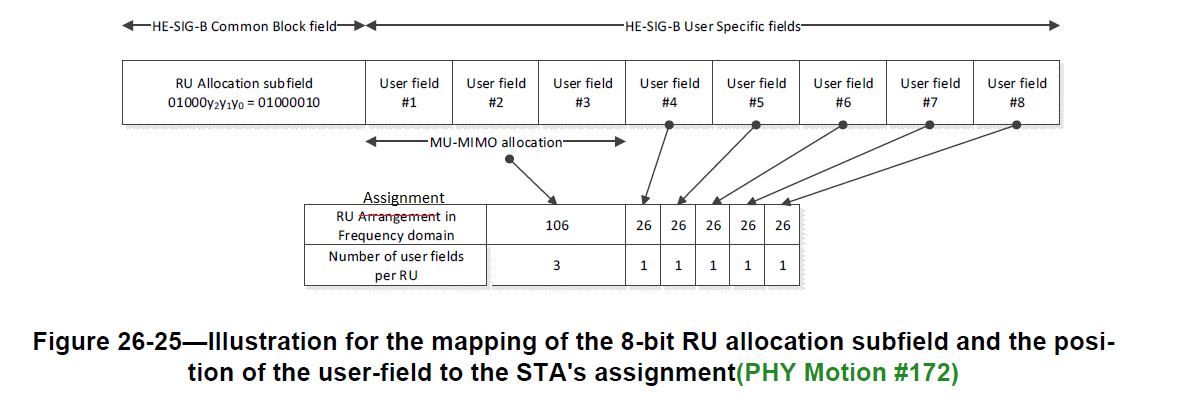 HE-SIG-B Common Block field
HE-SIG-B User Specific fields
RU Allocation subfield
01000y₂y₁y₀ = 01000010
User field
#1
User field
#2
User field
#3
User field
#4
User field
#5
User field
#6
User field
#7
User field
#8
MU-MIMO allocation
Assignment
RU Arrangement in
Frequency domain
106
26
26
26
26
26
Number of user fields
per RU
3
1
1
1
1
1
Figure 26-25—Illustration for the mapping of the 8-bit RU allocation subfield and the posi-
tion of the user-field to the STA's assignment(PHY Motion #172)